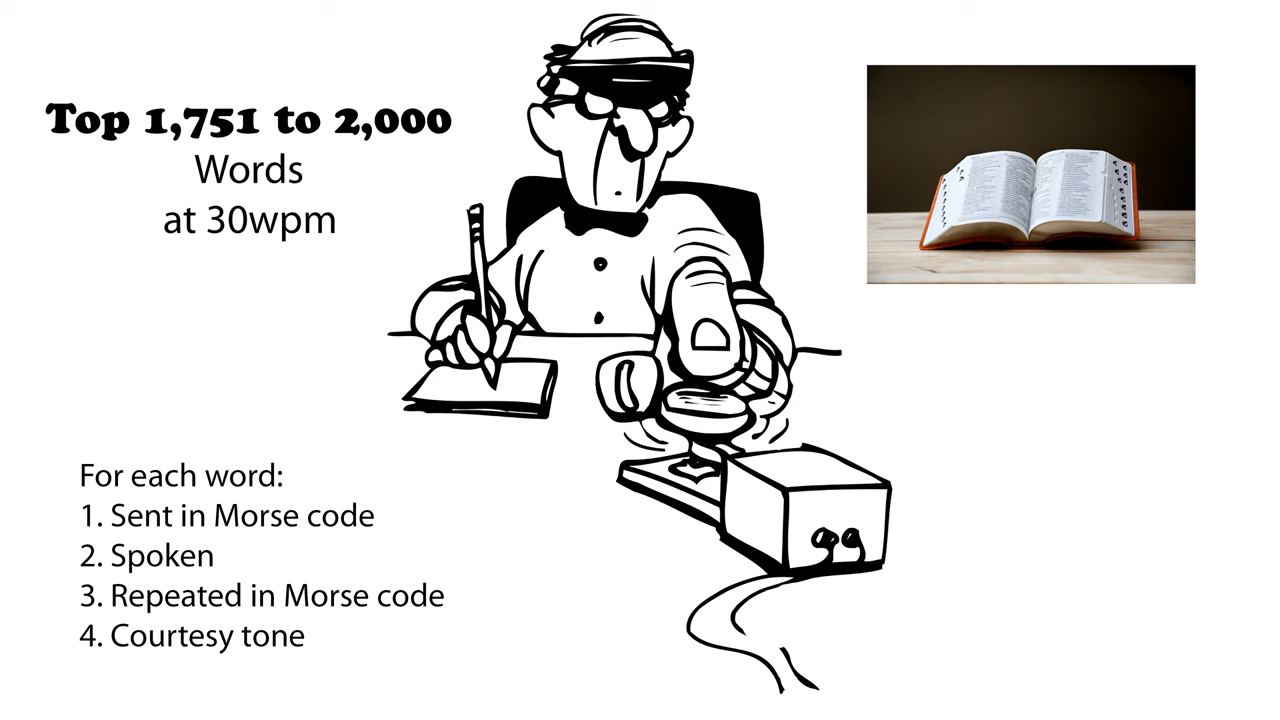 Top 1,751 to 2,000
Words
at 30wpm
For each word:
1. Sent in Morse code
2. Spoken
3. Repeated in Morse code
4. Courtesy tone